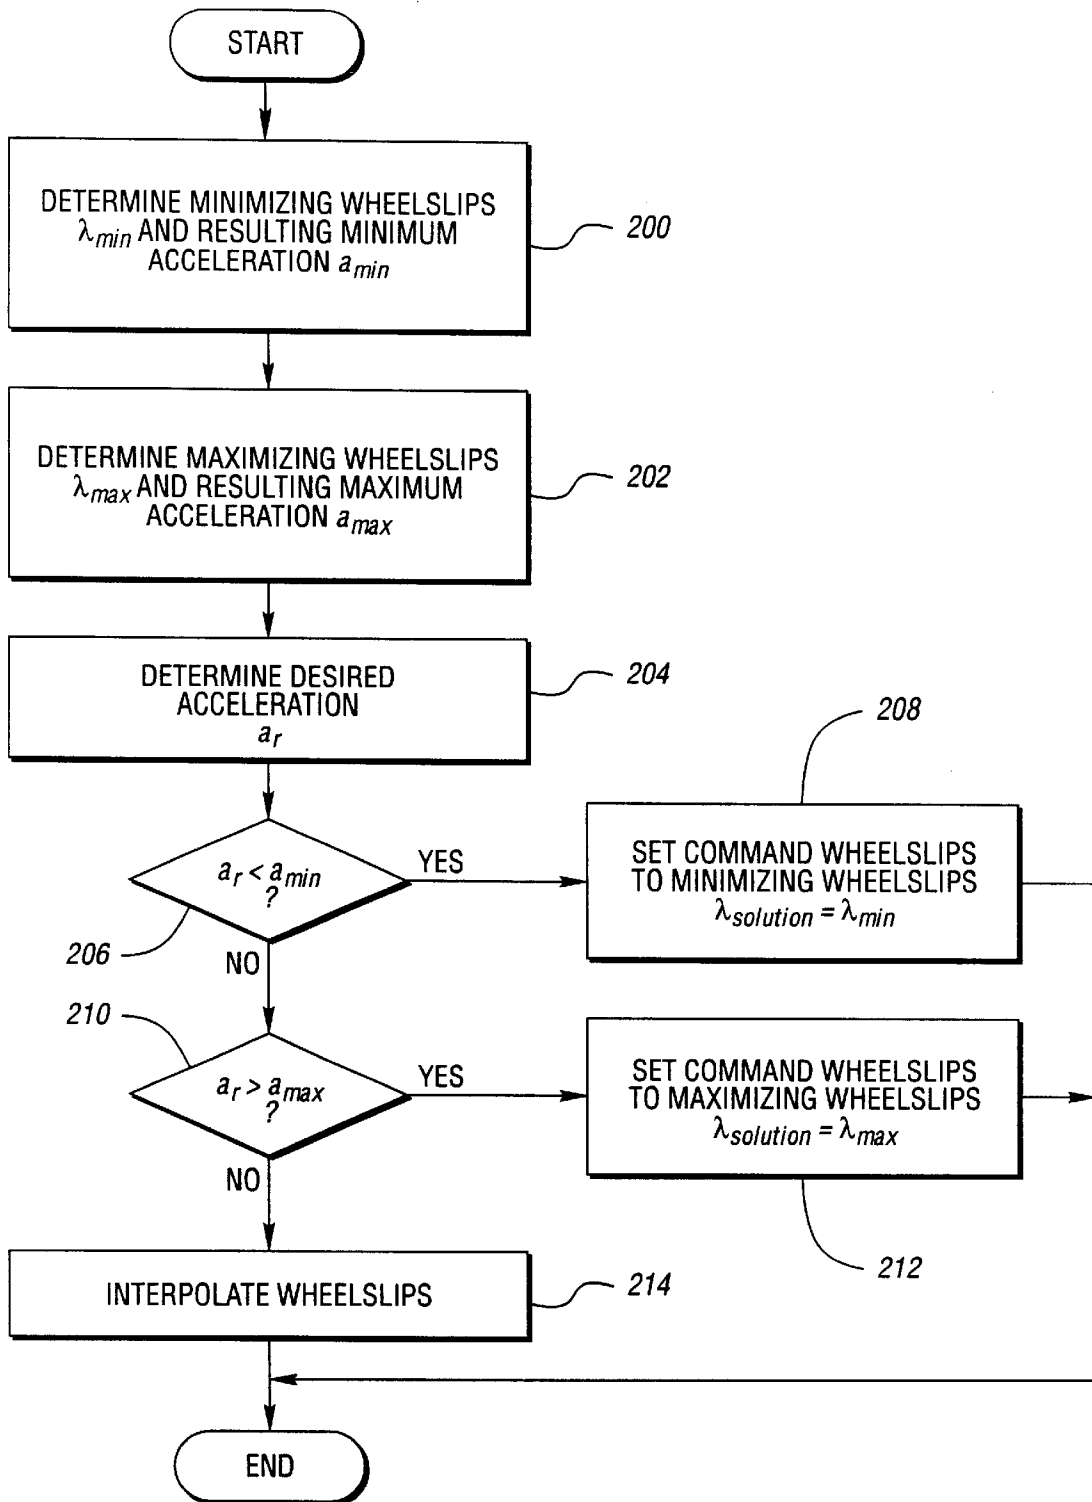 START
DETERMINE MINIMIZING WHEELSLIPS
λmin AND RESULTING MINIMUM
ACCELERATION amin
200
DETERMINE MAXIMIZING WHEELSLIPS
λmax AND RESULTING MAXIMUM
ACCELERATION amax
202
DETERMINE DESIRED
ACCELERATION
ar
204
208
ar < amin
?
YES
SET COMMAND WHEELSLIPS
TO MINIMIZING WHEELSLIPS
λsolution = λmin
206
NO
210
ar > amax
?
YES
SET COMMAND WHEELSLIPS
TO MAXIMIZING WHEELSLIPS
λsolution = λmax
NO
212
INTERPOLATE WHEELSLIPS
214
END